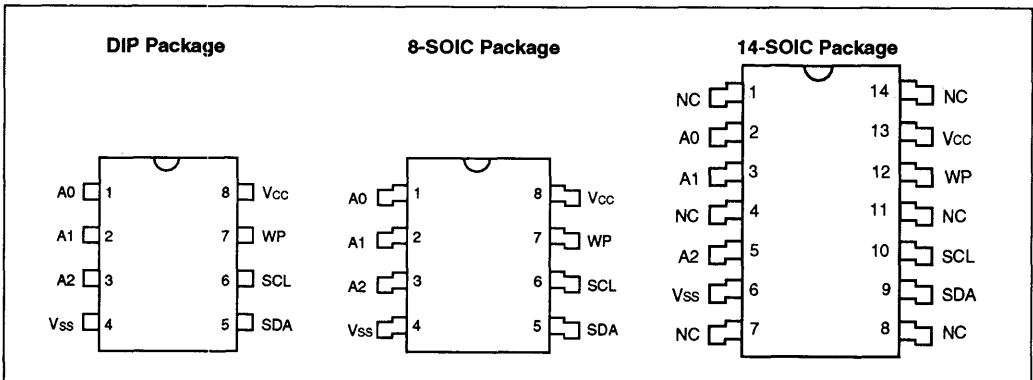 DIP Package
A0 1 8 Vcc
A1 2 7 WP
A2 3 6 SCL
Vss 4 5 SDA
8-SOIC Package
A0 1 8 Vcc
A1 2 7 WP
A2 3 6 SCL
Vss 4 5 SDA
14-SOIC Package
NC 1 14 NC
A0 2 13 Vcc
A1 3 12 WP
NC 4 11 NC
A2 5 10 SCL
Vss 6 9 SDA
NC 7 8 NC